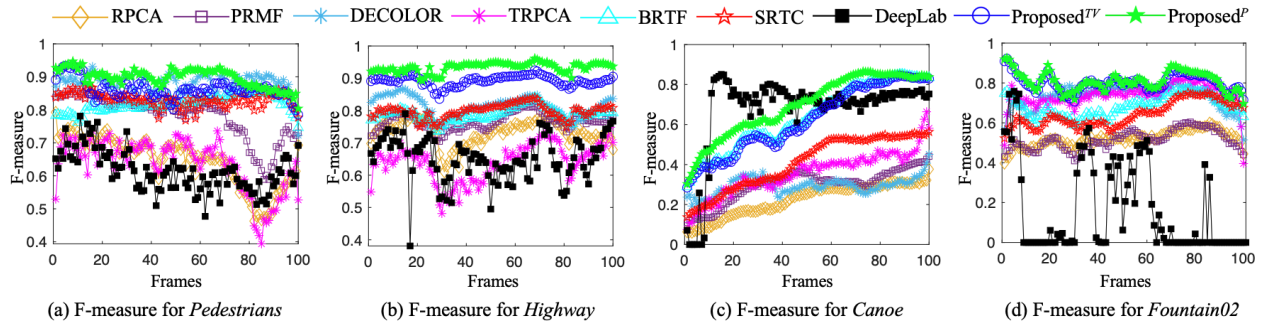 RPCA PRMF DECOLOR TRPCA BRTF SRTC DeepLab Proposed^TV Proposed^P
1
0.9
0.8
0.7
0.6
0.5
0.4
F-measure
0 20 40 60 80 100
Frames
(a) F-measure for Pedestrians
1
0.9
0.8
0.7
0.6
0.5
0.4
F-measure
0 20 40 60 80 100
Frames
(b) F-measure for Highway
1
0.8
0.6
0.4
0.2
0
F-measure
0 20 40 60 80 100
Frames
(c) F-measure for Canoe
1
0.8
0.6
0.4
0.2
0
F-measure
0 20 40 60 80 100
Frames
(d) F-measure for Fountain02